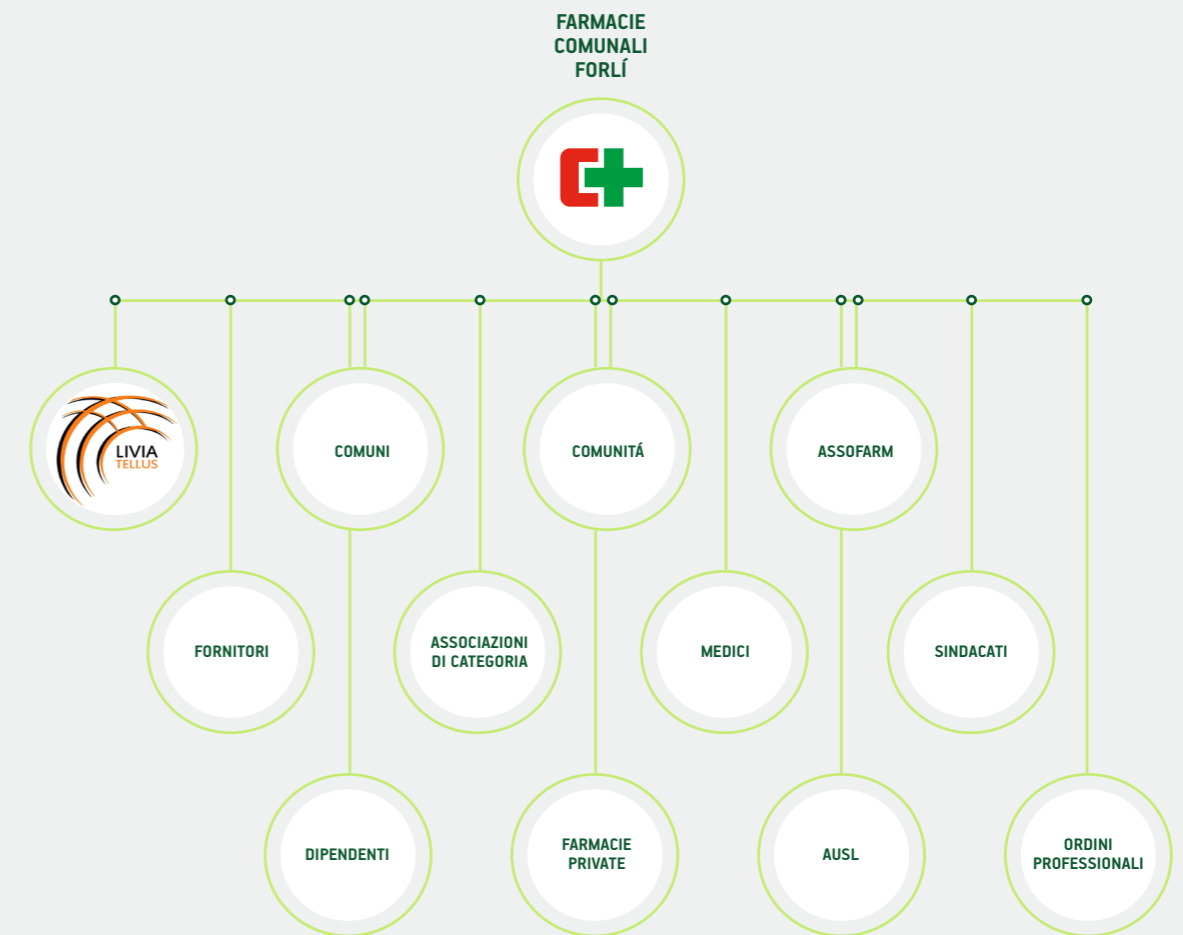 FARMACIE
COMUNALI
FORLÍ
LIVIA
TELLUS
COMUNI
COMUNITÁ
ASSOFARM
FORNITORI
ASSOCIAZIONI
DI CATEGORIA
MEDICI
SINDACATI
DIPENDENTI
FARMACIE
PRIVATE
AUSL
ORDINI
PROFESSIONALI